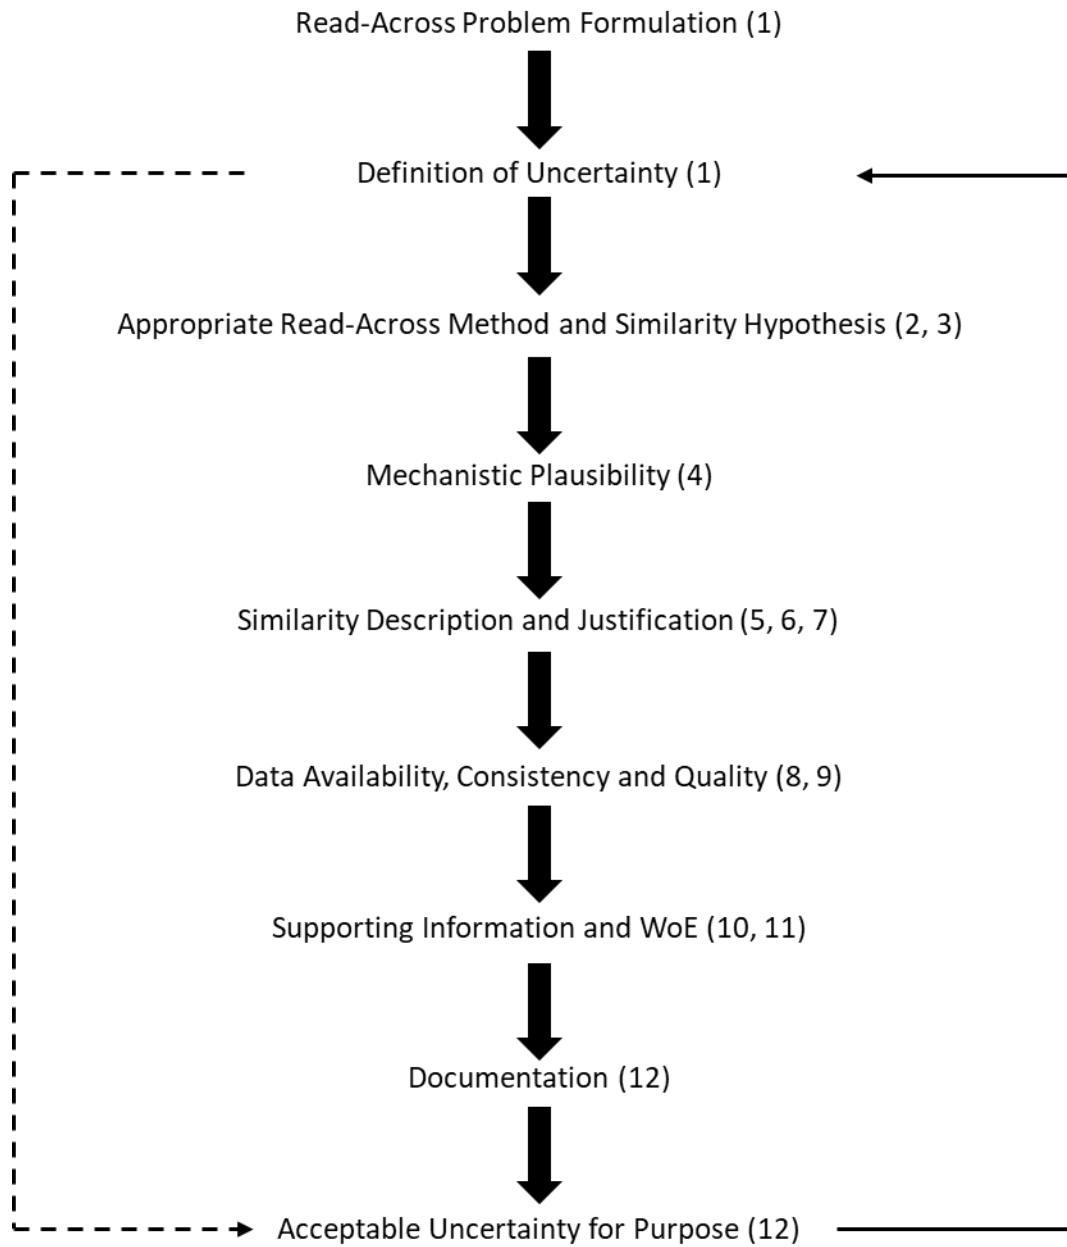 Read-Across Problem Formulation (1)
Definition of Uncertainty (1)
Appropriate Read-Across Method and Similarity Hypothesis (2, 3)
Mechanistic Plausibility (4)
Similarity Description and Justification (5, 6, 7)
Data Availability, Consistency and Quality (8, 9)
Supporting Information and WoE (10, 11)
Documentation (12)
Acceptable Uncertainty for Purpose (12)